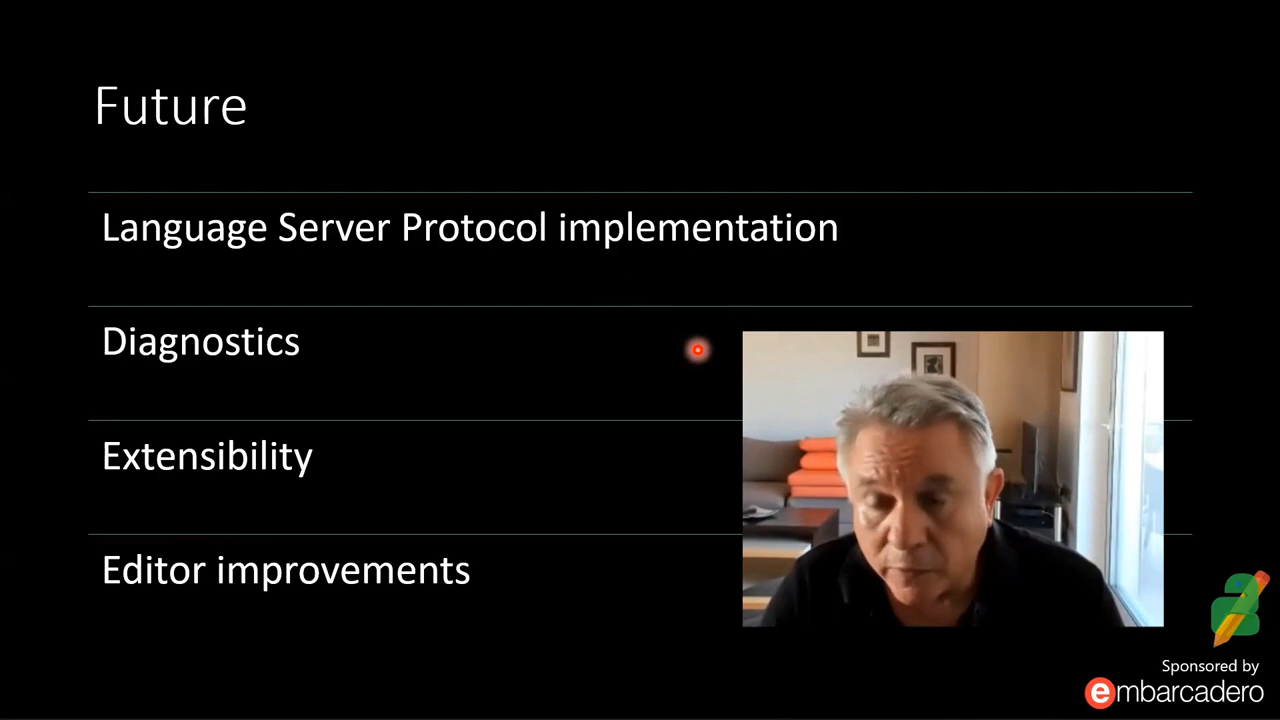 Future
Language Server Protocol implementation
Diagnostics
Extensibility
Editor improvements
Sponsored by
embarcadero